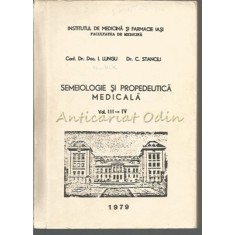 INSTITUTUL DE MEDICINĂ ȘI FARMACIE IAȘI
FACULTATEA DE MEDICINĂ
Conf. Dr. Doc. I. LUNGU Dr. C. STANCIU
SEMEIOLOGIE ȘI PROPEDEUTICĂ
MEDICALĂ
Vol. III — IV
Anticariat Odin
1979